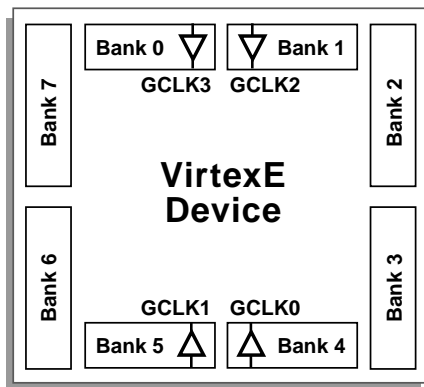 Bank 0
Bank 1
GCLK3
GCLK2
Bank 7
Bank 2
VirtexE
Device
Bank 6
Bank 3
GCLK1
GCLK0
Bank 5
Bank 4